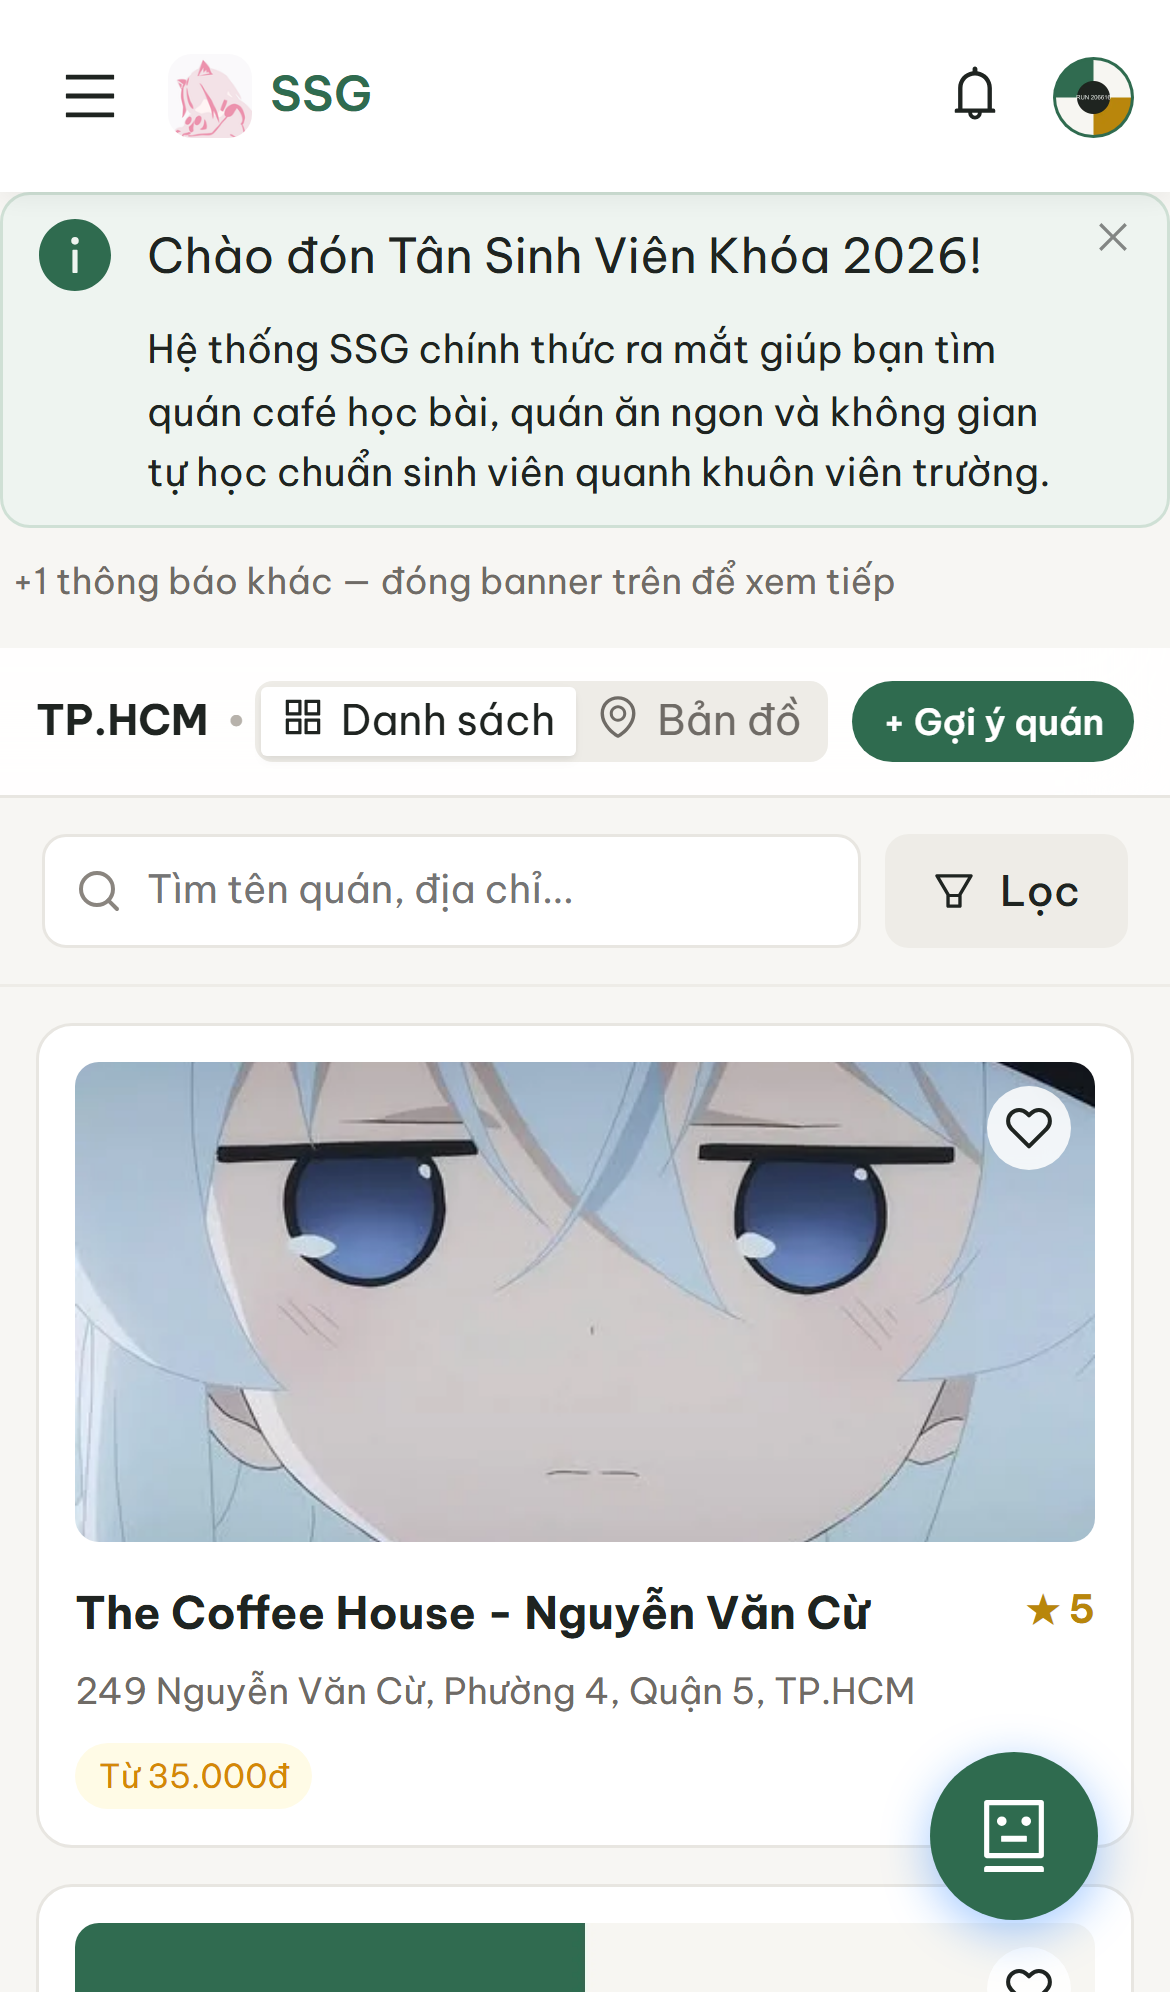 SSG
RUN 20661
Chào đón Tân Sinh Viên Khóa 2026!
Hệ thống SSG chính thức ra mắt giúp bạn tìm
quán café học bài, quán ăn ngon và không gian
tự học chuẩn sinh viên quanh khuôn viên trường.
+1 thông báo khác — đóng banner trên để xem tiếp
TP.HCM • Danh sách Bản đồ + Gợi ý quán
Tìm tên quán, địa chỉ... Lọc
The Coffee House - Nguyễn Văn Cừ ★ 5
249 Nguyễn Văn Cừ, Phường 4, Quận 5, TP.HCM
Từ 35.000đ